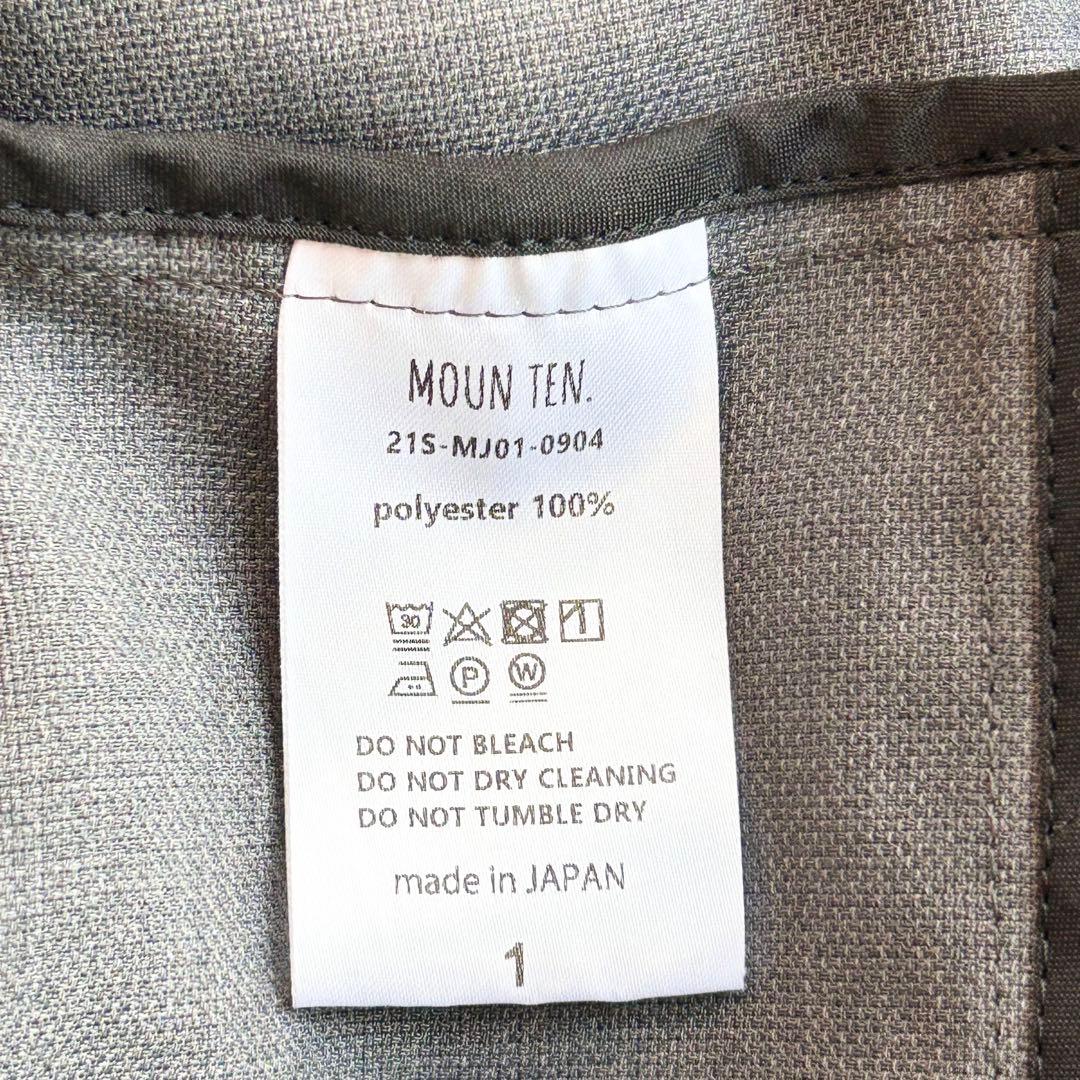 MOUN TEN.
21S-MJ01-0904
polyester 100%
30
P W
DO NOT BLEACH
DO NOT DRY CLEANING
DO NOT TUMBLE DRY
made in JAPAN
1